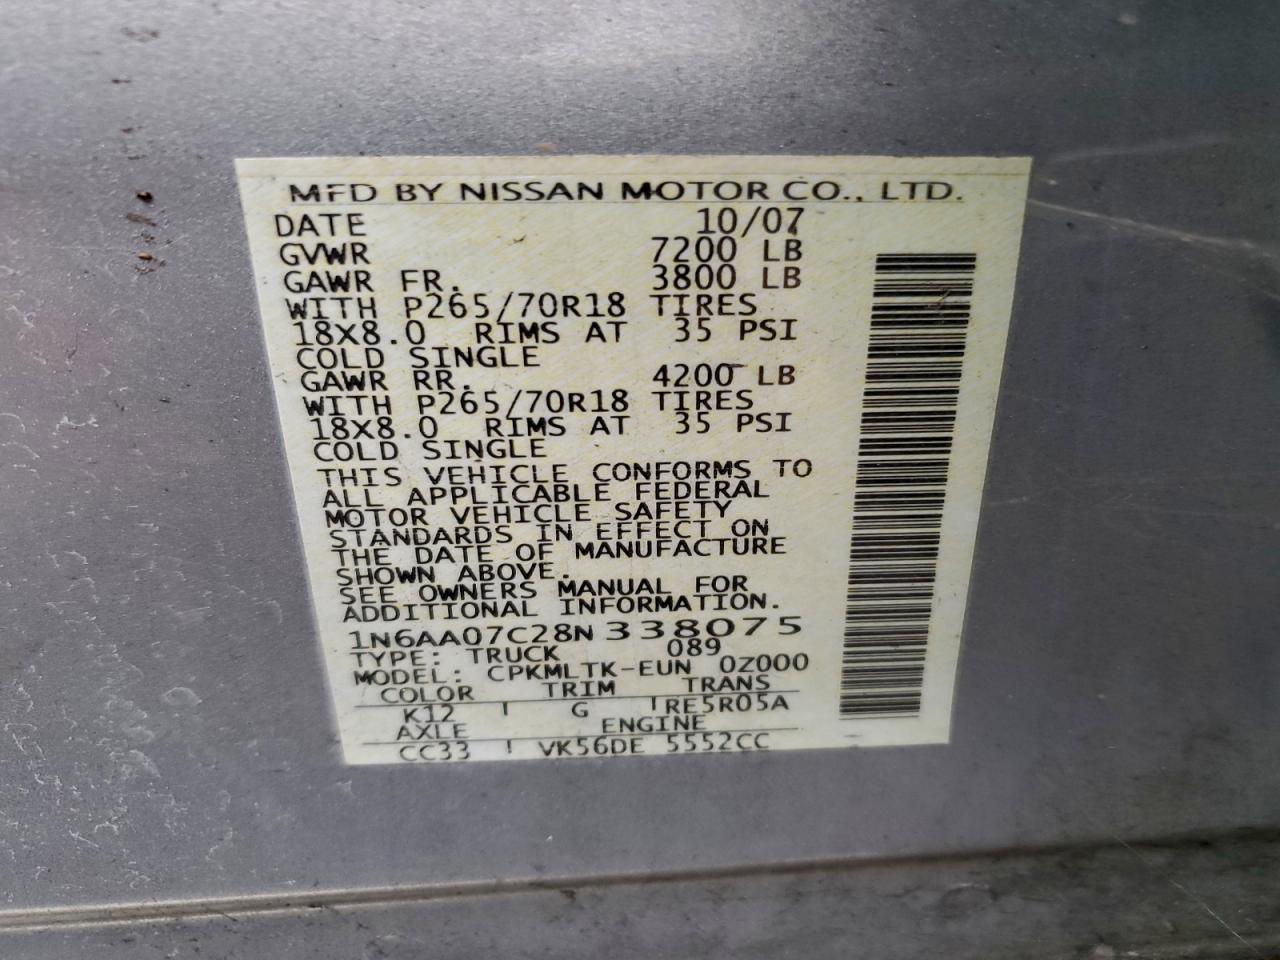 MFD BY NISSAN MOTOR CO., LTD.
DATE 10/07
GVWR 7200 LB
GAWR FR. 3800 LB
WITH P265/70R18 TIRES
18X8.0 RIMS AT 35 PSI
COLD SINGLE
GAWR RR. 4200 LB
WITH P265/70R18 TIRES
18X8.0 RIMS AT 35 PSI
COLD SINGLE
THIS VEHICLE CONFORMS TO
ALL APPLICABLE FEDERAL
MOTOR VEHICLE SAFETY
STANDARDS IN EFFECT ON
THE DATE OF MANUFACTURE
SHOWN ABOVE.
SEE OWNERS MANUAL FOR
ADDITIONAL INFORMATION.
1N6AA07C28N338075
TYPE: TRUCK 089
MODEL: CPKMLTK-EUN 0Z000
COLOR TRIM TRANS
K12 G RE5R05A
AXLE ENGINE
CC33 VK56DE 5552CC